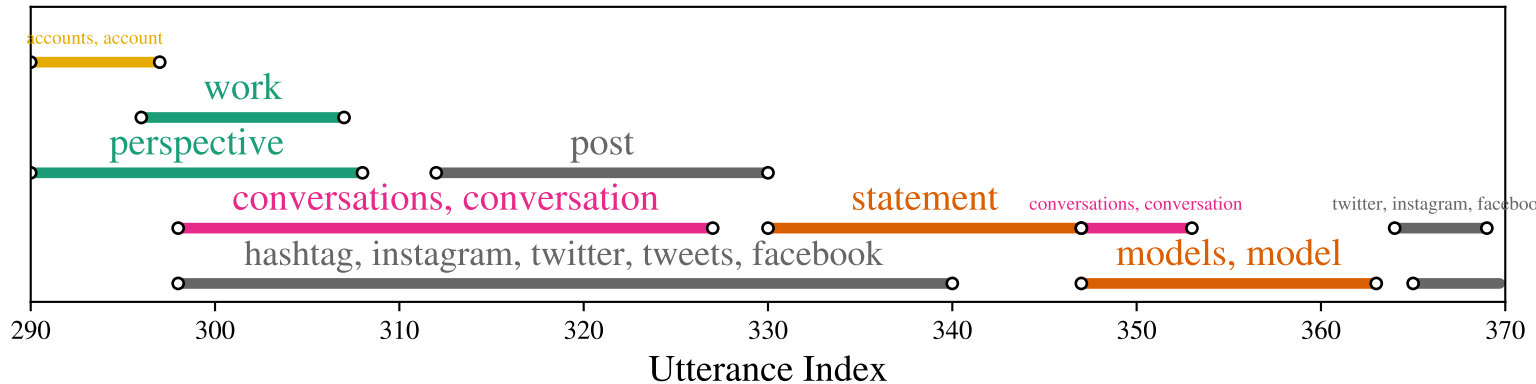 accounts, account
work
perspective
post
conversations, conversation
statement
conversations, conversation
twitter, instagram, faceboo
hashtag, instagram, twitter, tweets, facebook
models, model
290 300 310 320 330 340 350 360 370
Utterance Index